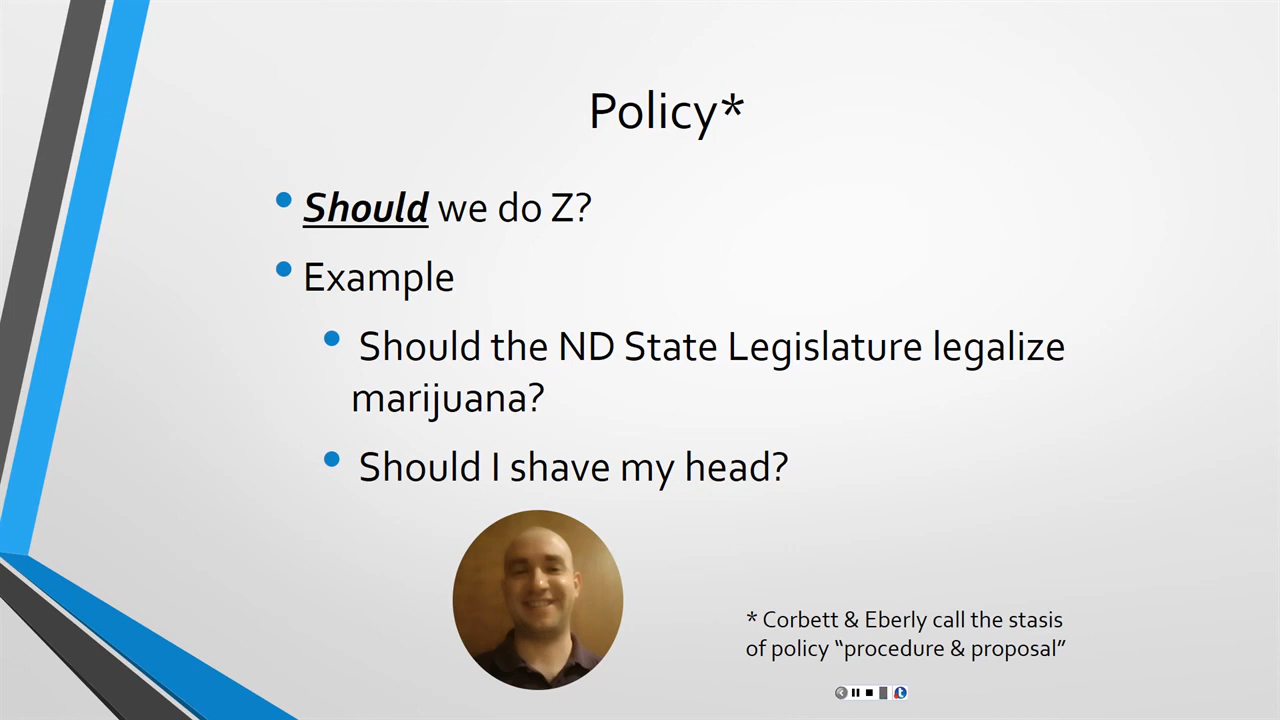 Policy*
Should we do Z?
Example
Should the ND State Legislature legalize
marijuana?
Should I shave my head?
* Corbett & Eberly call the stasis
of policy “procedure & proposal”